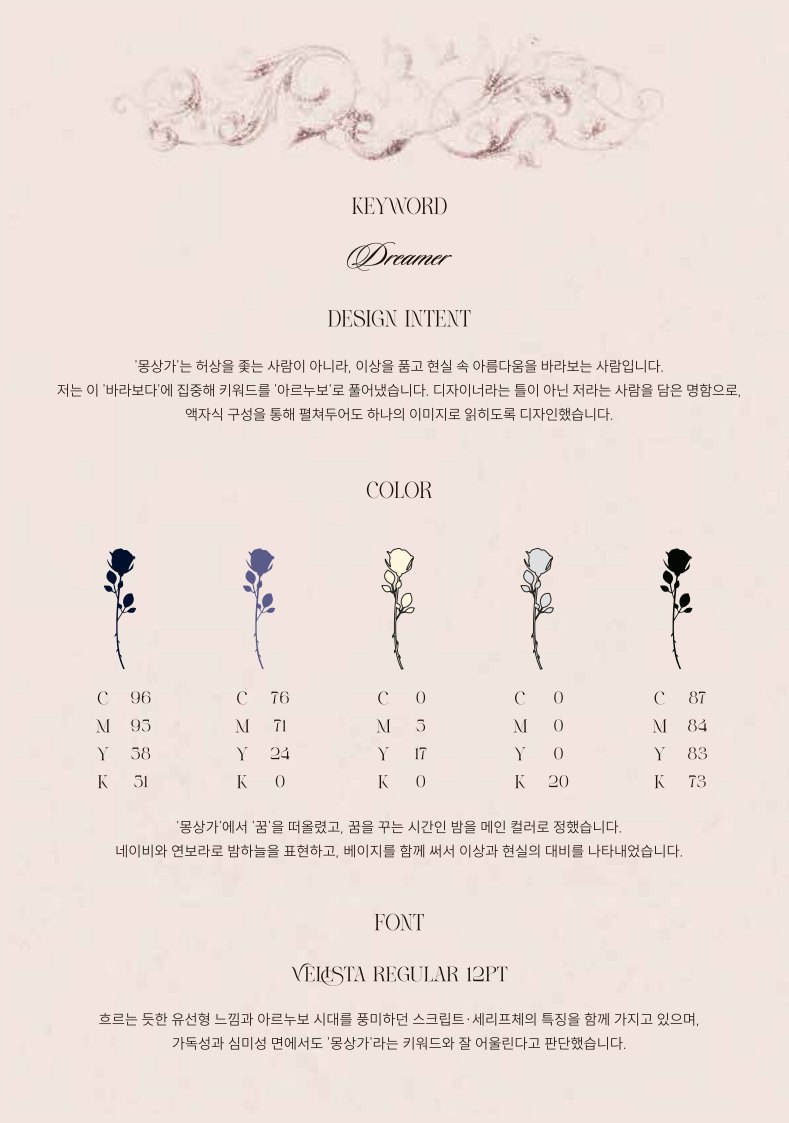 KEYWORD
Dreamer
DESIGN INTENT
'몽상가'는 허상을 좇는 사람이 아니라, 이상을 품고 현실 속 아름다움을 바라보는 사람입니다.
저는 이 '바라보다'에 집중해 키워드를 '아르누보'로 풀어냈습니다. 디자이너라는 틀이 아닌 저라는 사람을 담은 명함으로,
액자식 구성을 통해 펼쳐두어도 하나의 이미지로 읽히도록 디자인했습니다.
COLOR
C 96 C 76 C 0 C 0 C 87
M 95 M 71 M 5 M 0 M 84
Y 58 Y 24 Y 17 Y 0 Y 83
K 51 K 0 K 0 K 20 K 73
'몽상가'에서 '꿈'을 떠올렸고, 꿈을 꾸는 시간인 밤을 메인 컬러로 정했습니다.
네이비와 연보라로 밤하늘을 표현하고, 베이지를 함께 써서 이상과 현실의 대비를 나타내었습니다.
FONT
VELISTA REGULAR 12PT
흐르는 듯한 유선형 느낌과 아르누보 시대를 풍미하던 스크립트·세리프체의 특징을 함께 가지고 있으며,
가독성과 심미성 면에서도 '몽상가'라는 키워드와 잘 어울린다고 판단했습니다.